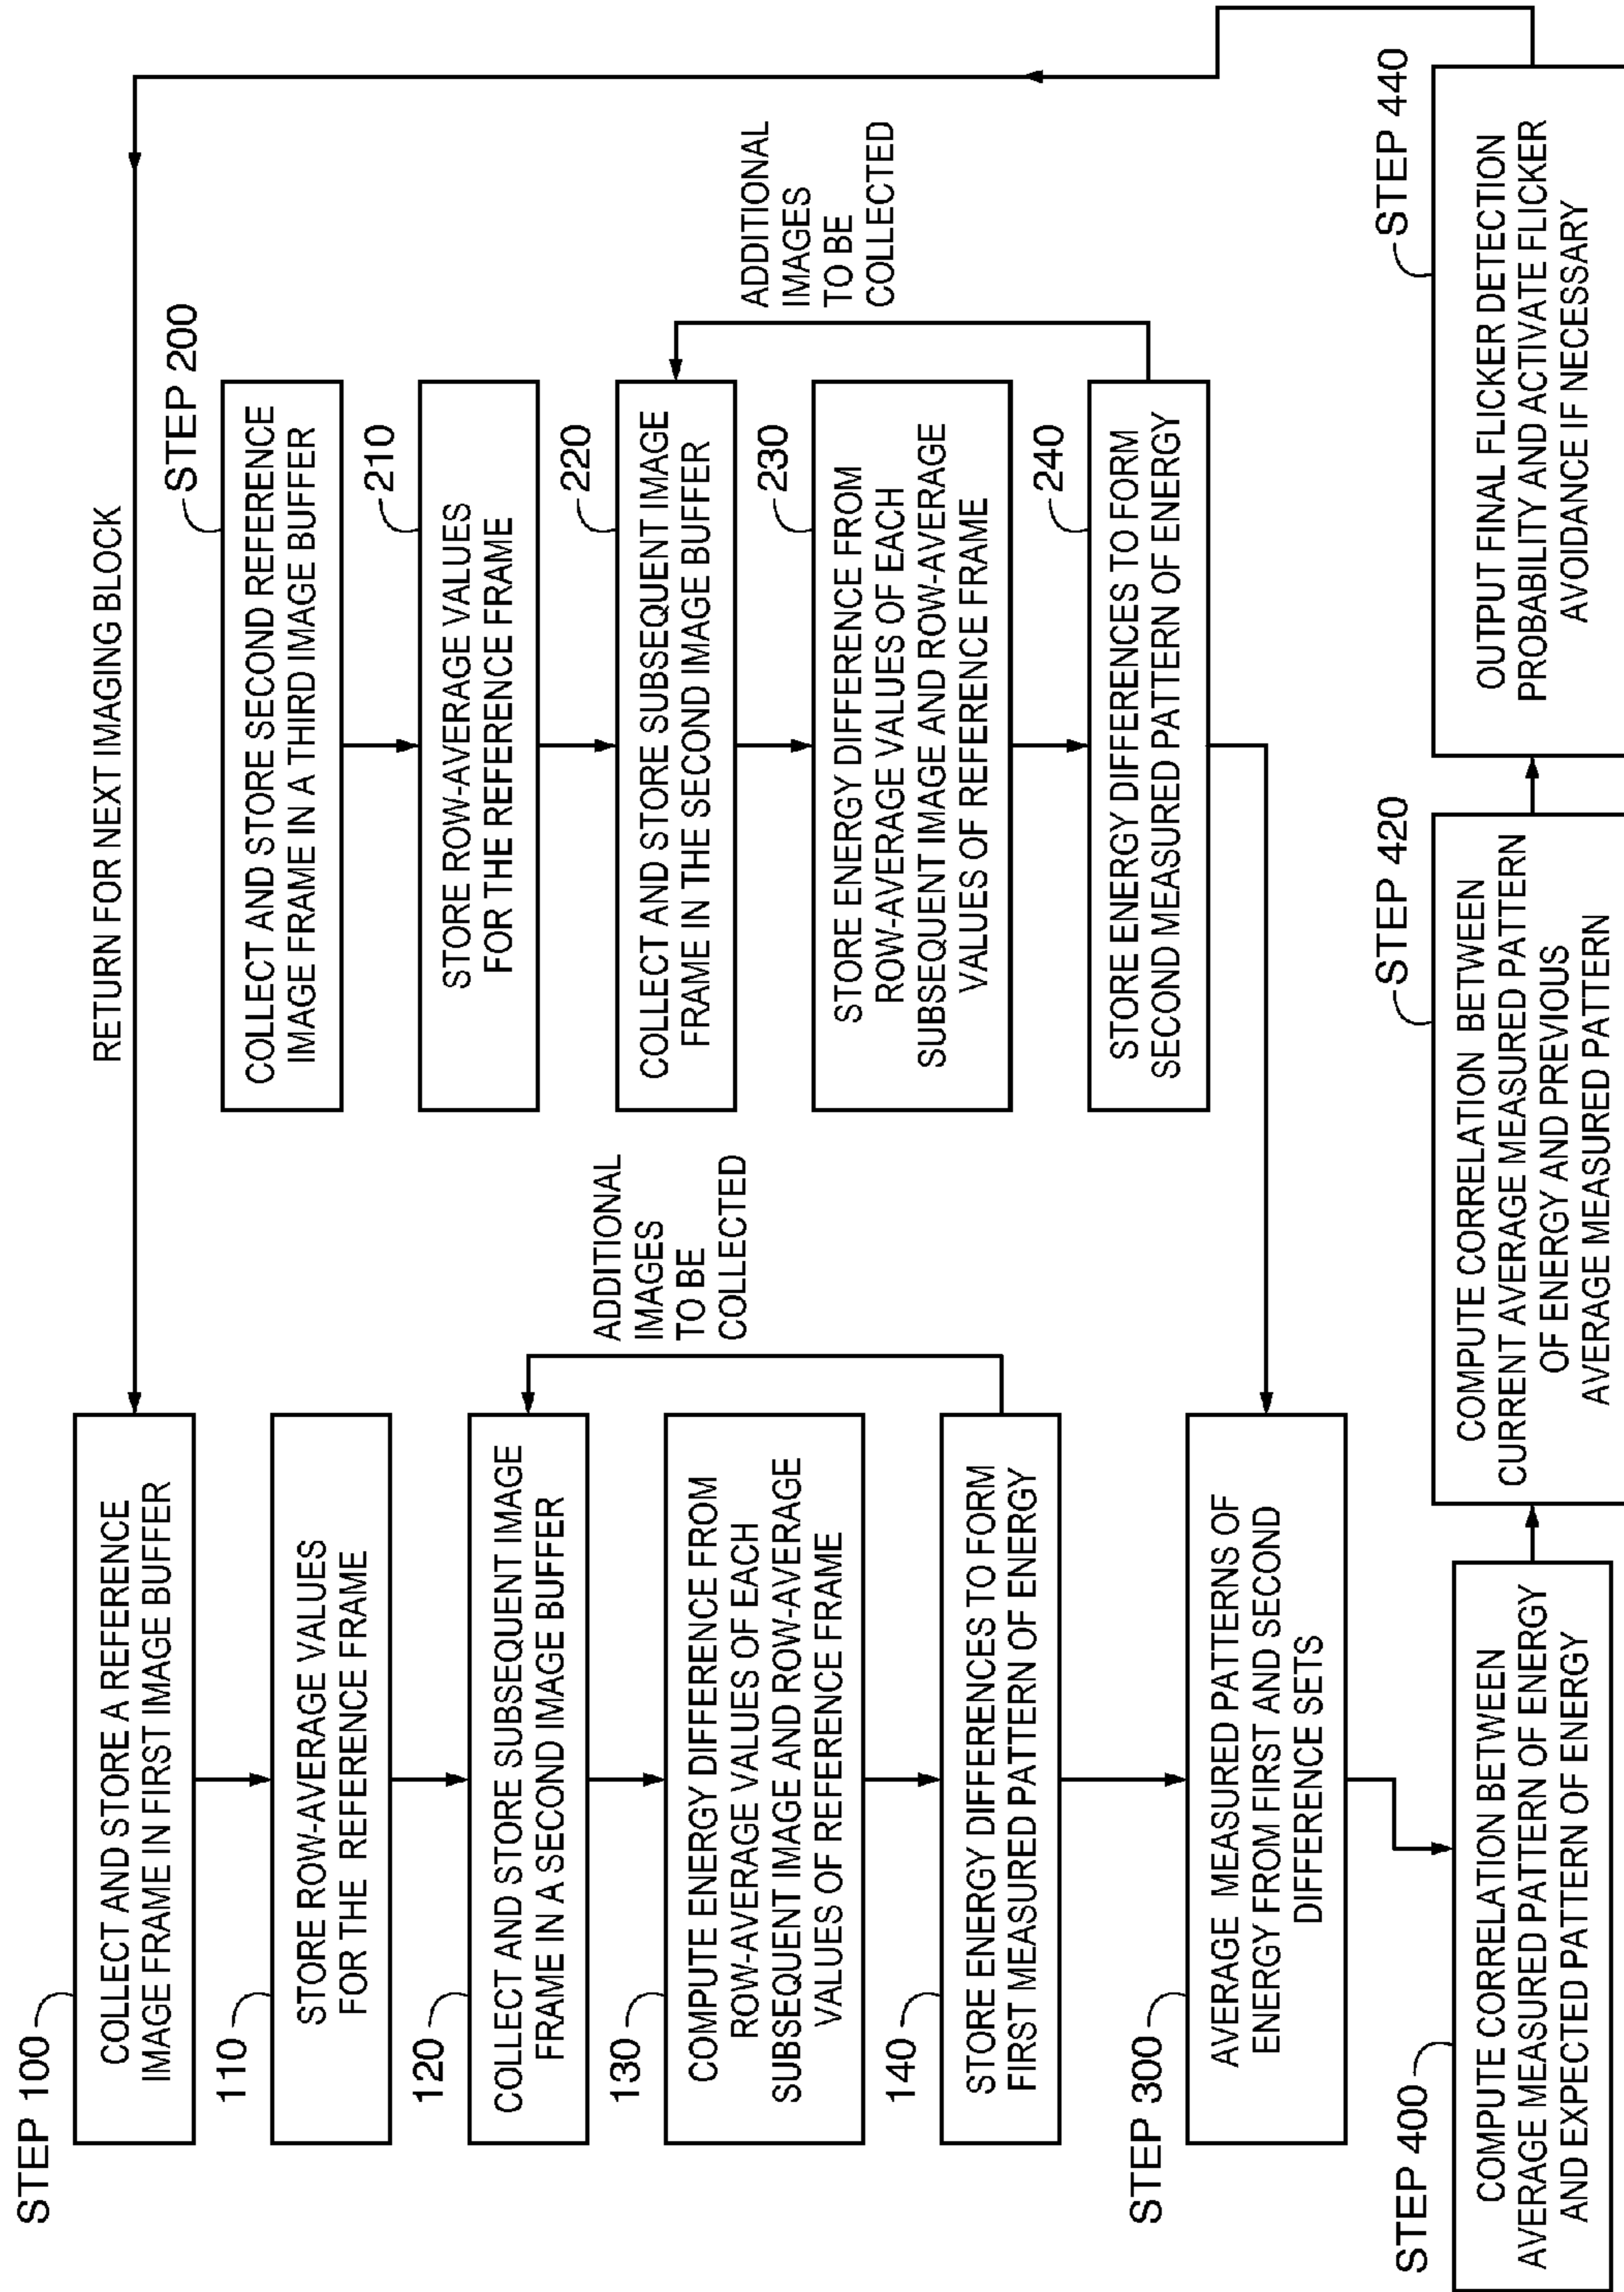 RETURN FOR NEXT IMAGING BLOCK
STEP 100
COLLECT AND STORE A REFERENCE
IMAGE FRAME IN FIRST IMAGE BUFFER
110
STORE ROW-AVERAGE VALUES
FOR THE REFERENCE FRAME
120
COLLECT AND STORE SUBSEQUENT IMAGE
FRAME IN A SECOND IMAGE BUFFER
130
COMPUTE ENERGY DIFFERENCE FROM
ROW-AVERAGE VALUES OF EACH
SUBSEQUENT IMAGE AND ROW-AVERAGE
VALUES OF REFERENCE FRAME
140
STORE ENERGY DIFFERENCES TO FORM
FIRST MEASURED PATTERN OF ENERGY
ADDITIONAL
IMAGES
TO BE
COLLECTED
STEP 200
COLLECT AND STORE SECOND REFERENCE
IMAGE FRAME IN A THIRD IMAGE BUFFER
210
STORE ROW-AVERAGE VALUES
FOR THE REFERENCE FRAME
220
COLLECT AND STORE SUBSEQUENT IMAGE
FRAME IN THE SECOND IMAGE BUFFER
230
STORE ENERGY DIFFERENCE FROM
ROW-AVERAGE VALUES OF EACH
SUBSEQUENT IMAGE AND ROW-AVERAGE
VALUES OF REFERENCE FRAME
240
STORE ENERGY DIFFERENCES TO FORM
SECOND MEASURED PATTERN OF ENERGY
ADDITIONAL
IMAGES
TO BE
COLLECTED
STEP 300
AVERAGE MEASURED PATTERNS OF
ENERGY FROM FIRST AND SECOND
DIFFERENCE SETS
STEP 400
COMPUTE CORRELATION BETWEEN
AVERAGE MEASURED PATTERN OF ENERGY
AND EXPECTED PATTERN OF ENERGY
STEP 420
COMPUTE CORRELATION BETWEEN
CURRENT AVERAGE MEASURED PATTERN
OF ENERGY AND PREVIOUS
AVERAGE MEASURED PATTERN
STEP 440
OUTPUT FINAL FLICKER DETECTION
PROBABILITY AND ACTIVATE FLICKER
AVOIDANCE IF NECESSARY